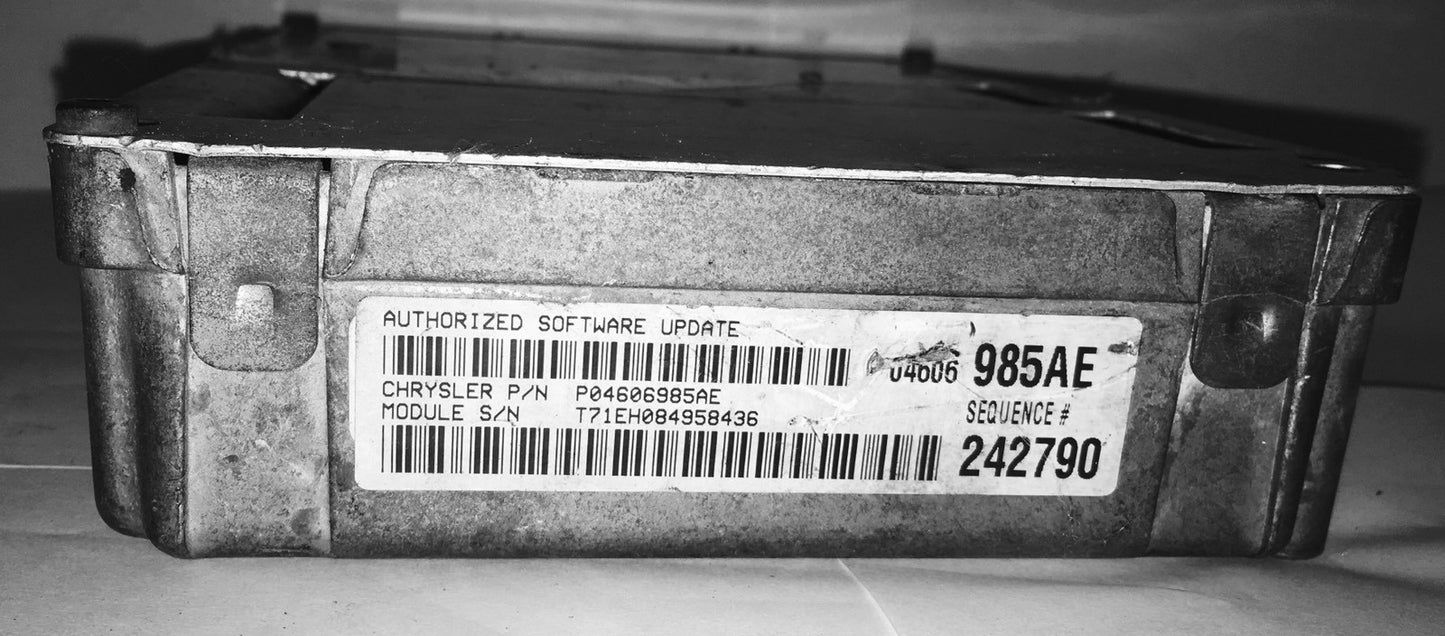 AUTHORIZED SOFTWARE UPDATE
04606 985AE
CHRYSLER P/N P04606985AE
MODULE S/N T71EH084958436
SEQUENCE #
242790